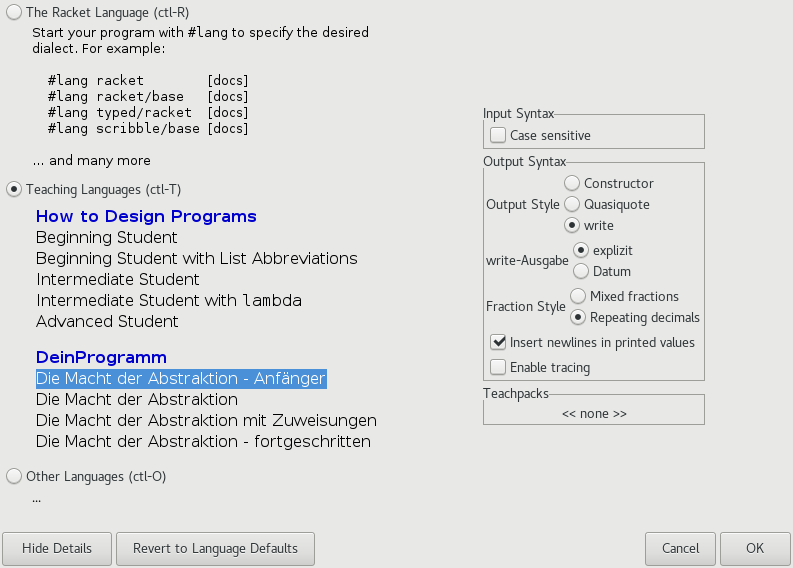 The Racket Language (ctl-R)
Start your program with #lang to specify the desired
dialect. For example:
#lang racket [docs]
#lang racket/base [docs]
#lang typed/racket [docs]
#lang scribble/base [docs]
... and many more
Teaching Languages (ctl-T)
How to Design Programs
Beginning Student
Beginning Student with List Abbreviations
Intermediate Student
Intermediate Student with lambda
Advanced Student
DeinProgramm
Die Macht der Abstraktion - Anfänger
Die Macht der Abstraktion
Die Macht der Abstraktion mit Zuweisungen
Die Macht der Abstraktion - fortgeschritten
Other Languages (ctl-O)
...
Input Syntax
Case sensitive
Output Syntax
Output Style
Constructor
Quasiquote
write
write-Ausgabe
explizit
Datum
Fraction Style
Mixed fractions
Repeating decimals
Insert newlines in printed values
Enable tracing
Teachpacks
<< none >>
Hide Details
Revert to Language Defaults
Cancel
OK